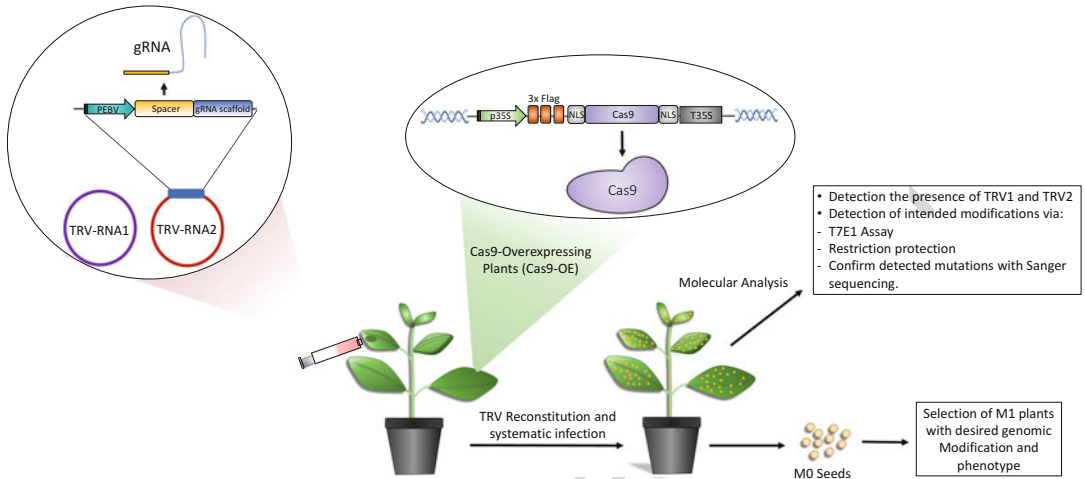 gRNA
PEBV
Spacer
gRNA scaffold
TRV-RNA1
TRV-RNA2
3x Flag
p35S
NLS
Cas9
NLS
T35S
Cas9
Cas9-Overexpressing
Plants (Cas9-OE)
Molecular Analysis
• Detection the presence of TRV1 and TRV2
• Detection of intended modifications via:
- T7E1 Assay
- Restriction protection
- Confirm detected mutations with Sanger
sequencing.
TRV Reconstitution and
systematic infection
M0 Seeds
Selection of M1 plants
with desired genomic
Modification and
phenotype